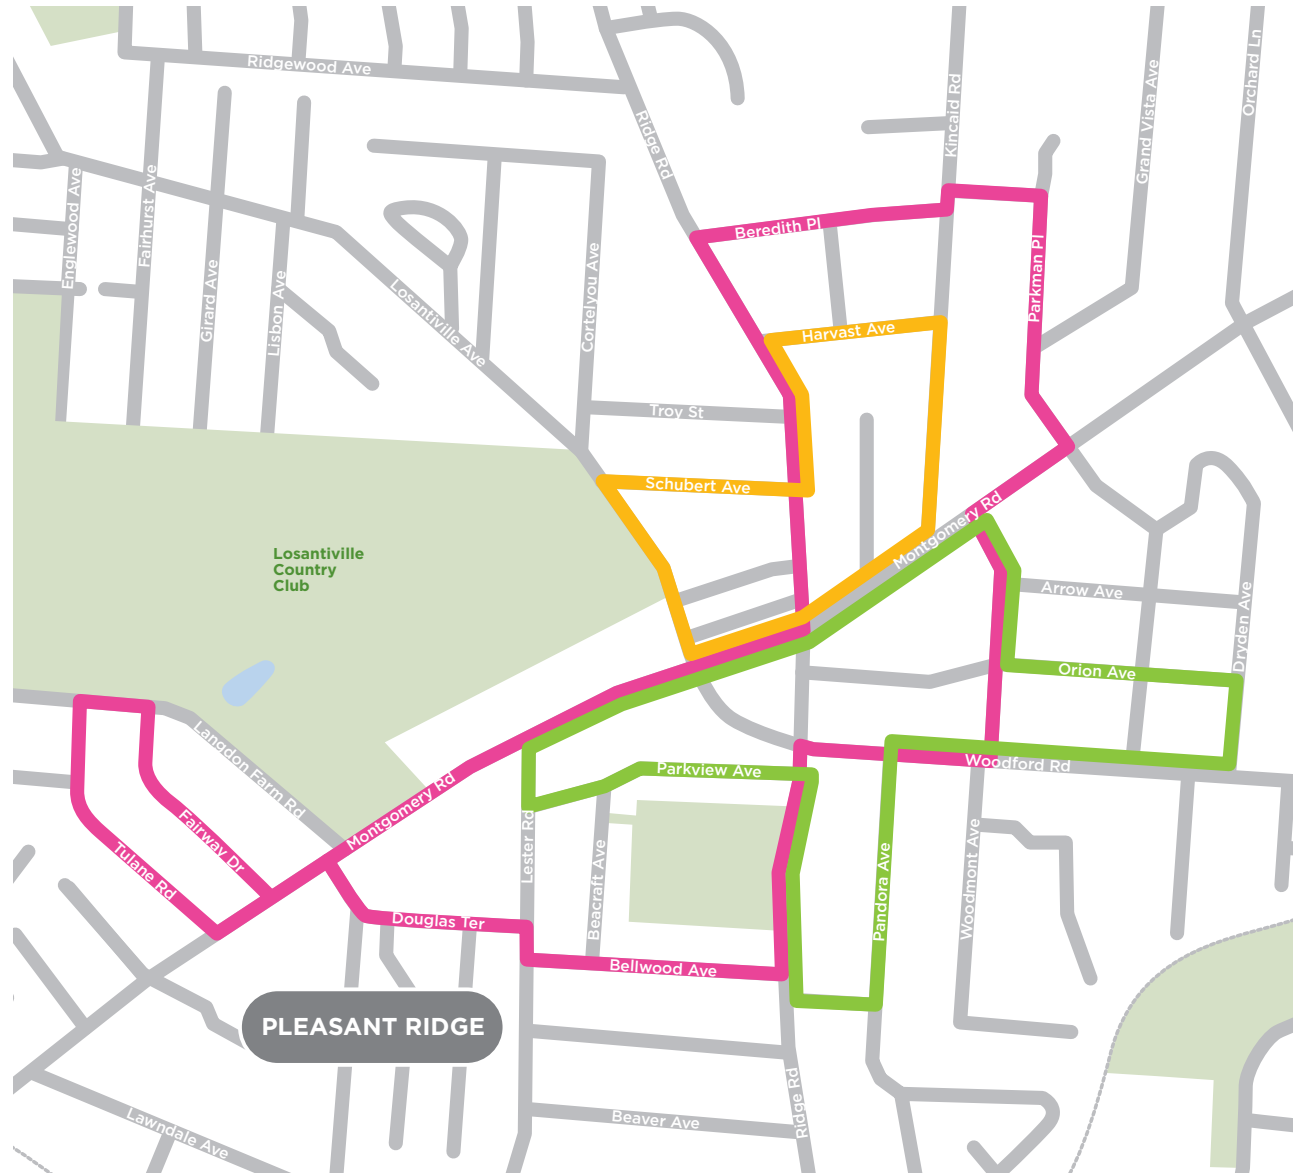 Ridgewood Ave
Ridge Rd
Kincaid Rd
Grand Vista Ave
Orchard Ln
Englewood Ave
Fairhurst Ave
Girard Ave
Lisbon Ave
Losantiville Ave
Cortelyou Ave
Beredith Pl
Parkman Pl
Harvast Ave
Troy St
Schubert Ave
Montgomery Rd
Losantiville
Country
Club
Arrow Ave
Dryden Ave
Orion Ave
Langdon Farm Rd
Woodford Rd
Parkview Ave
Montgomery Rd
Fairway Dr
Tulane Rd
Lester Rd
Beacraft Ave
Pandora Ave
Woodmont Ave
Douglas Ter
Bellwood Ave
PLEASANT RIDGE
Ridge Rd
Beaver Ave
Lawndale Ave